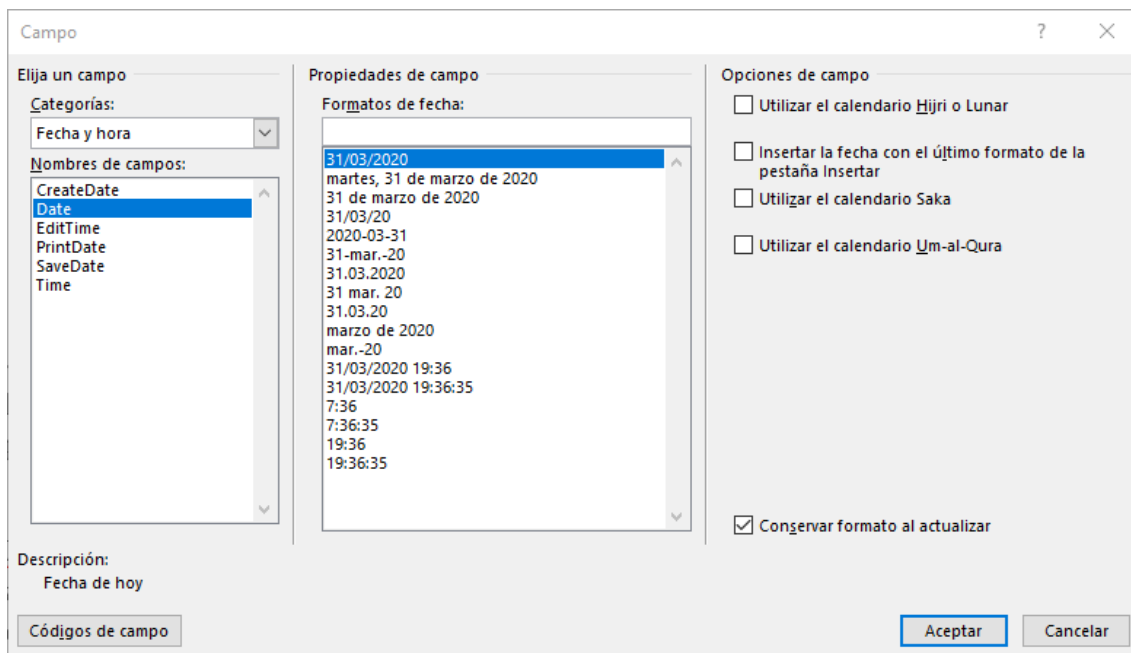 Campo
?
Elija un campo
Categorías:
Fecha y hora
Nombres de campos:
CreateDate
Date
EditTime
PrintDate
SaveDate
Time
Propiedades de campo
Formatos de fecha:
31/03/2020
martes, 31 de marzo de 2020
31 de marzo de 2020
31/03/20
2020-03-31
31-mar.-20
31.03.2020
31 mar. 20
31.03.20
marzo de 2020
mar.-20
31/03/2020 19:36
31/03/2020 19:36:35
7:36
7:36:35
19:36
19:36:35
Opciones de campo
Utilizar el calendario Hijri o Lunar
Insertar la fecha con el último formato de la
pestaña Insertar
Utilizar el calendario Saka
Utilizar el calendario Um-al-Qura
Conservar formato al actualizar
Descripción:
Fecha de hoy
Códigos de campo
Aceptar
Cancelar